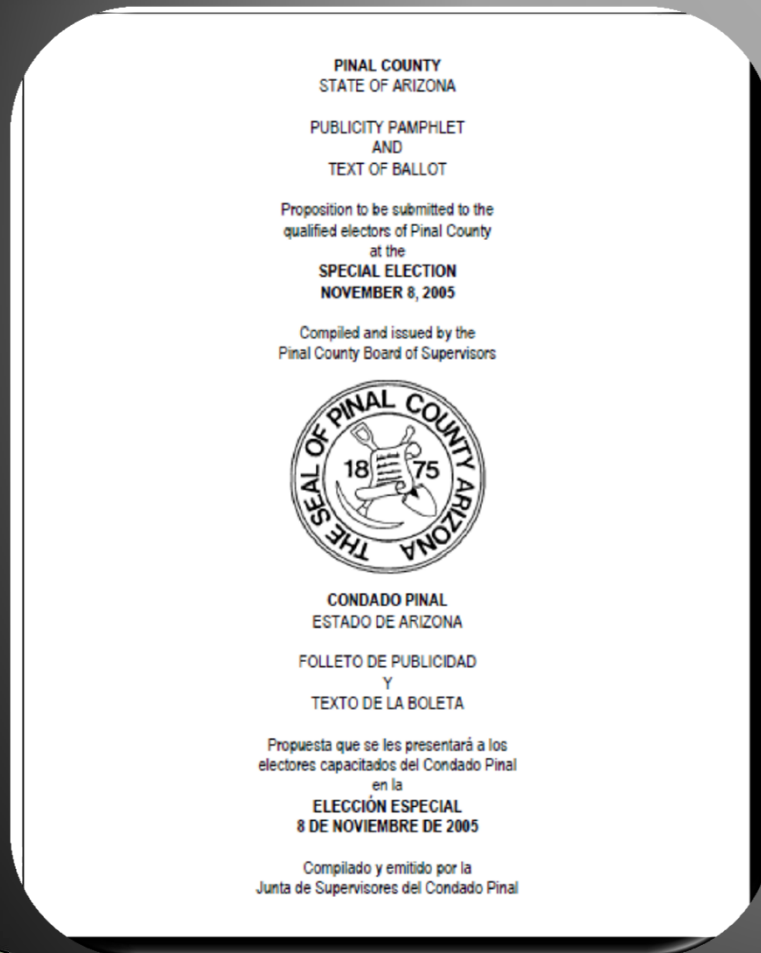 PINAL COUNTY
STATE OF ARIZONA
PUBLICITY PAMPHLET
AND
TEXT OF BALLOT
Proposition to be submitted to the
qualified electors of Pinal County
at the
SPECIAL ELECTION
NOVEMBER 8, 2005
Compiled and issued by the
Pinal County Board of Supervisors
THE SEAL OF PINAL COUNTY ARIZONA
18 75
CONDADO PINAL
ESTADO DE ARIZONA
FOLLETO DE PUBLICIDAD
Y
TEXTO DE LA BOLETA
Propuesta que se les presentará a los
electores capacitados del Condado Pinal
en la
ELECCIÓN ESPECIAL
8 DE NOVIEMBRE DE 2005
Compilado y emitido por la
Junta de Supervisores del Condado Pinal